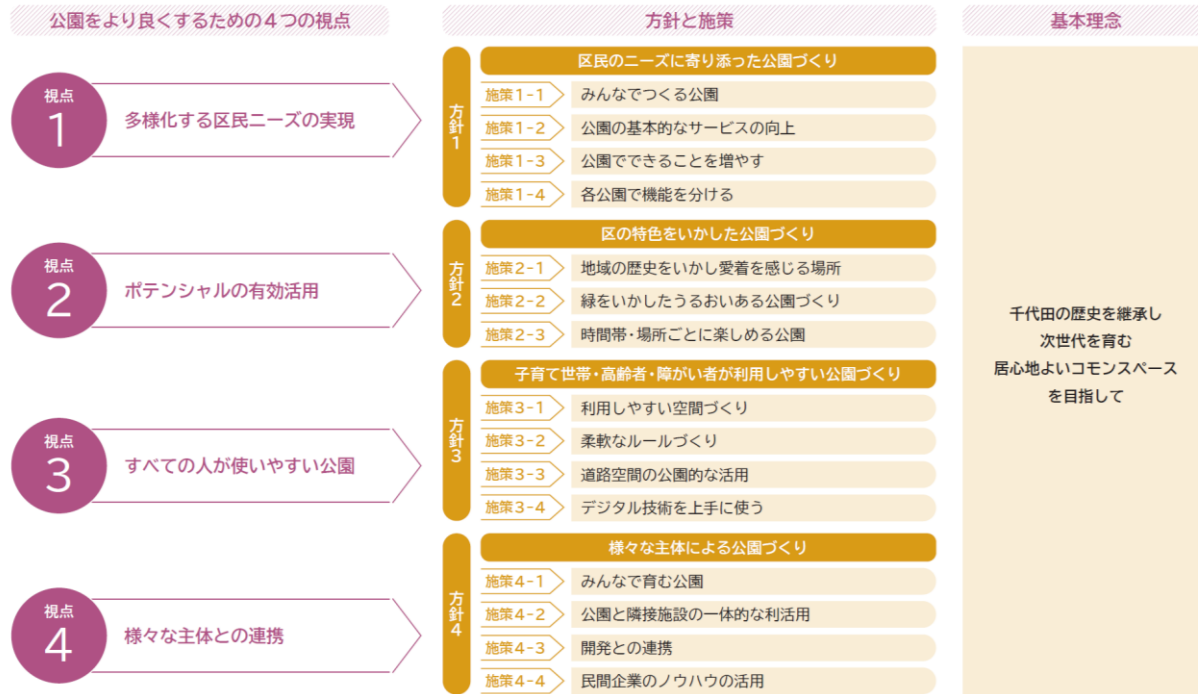 公園をより良くするための4つの視点
方針と施策
基本理念
視点
1
多様化する区民ニーズの実現
方針1
区民のニーズに寄り添った公園づくり
施策1-1 みんなでつくる公園
施策1-2 公園の基本的なサービスの向上
施策1-3 公園でできることを増やす
施策1-4 各公園で機能を分ける
視点
2
ポテンシャルの有効活用
方針2
区の特色をいかした公園づくり
施策2-1 地域の歴史をいかし愛着を感じる場所
施策2-2 緑をいかしたうるおいある公園づくり
施策2-3 時間帯・場所ごとに楽しめる公園
視点
3
すべての人が使いやすい公園
方針3
子育て世帯・高齢者・障がい者が利用しやすい公園づくり
施策3-1 利用しやすい空間づくり
施策3-2 柔軟なルールづくり
施策3-3 道路空間の公園的な活用
施策3-4 デジタル技術を上手に使う
視点
4
様々な主体との連携
方針4
様々な主体による公園づくり
施策4-1 みんなで育む公園
施策4-2 公園と隣接施設の一体的な利活用
施策4-3 開発との連携
施策4-4 民間企業のノウハウの活用
千代田の歴史を継承し
次世代を育む
居心地よいコモンスペース
を目指して